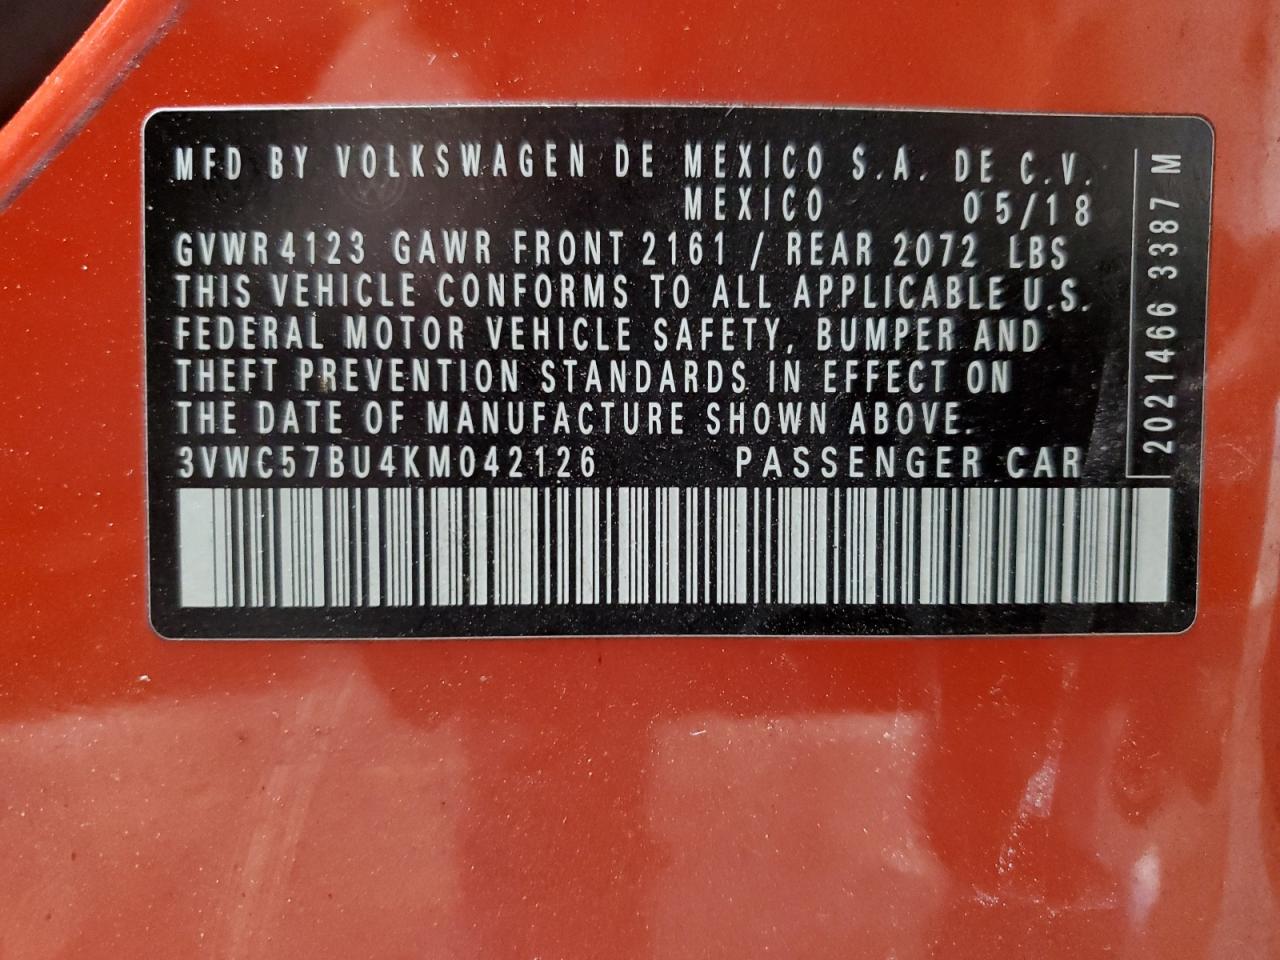 MFD BY VOLKSWAGEN DE MEXICO S.A. DE C.V.
MEXICO 05/18
GVWR 4123 GAWR FRONT 2161 / REAR 2072 LBS
THIS VEHICLE CONFORMS TO ALL APPLICABLE U.S.
FEDERAL MOTOR VEHICLE SAFETY, BUMPER AND
THEFT PREVENTION STANDARDS IN EFFECT ON
THE DATE OF MANUFACTURE SHOWN ABOVE.
3VWC57BU4KM042126 PASSENGER CAR
2021466 3387 M